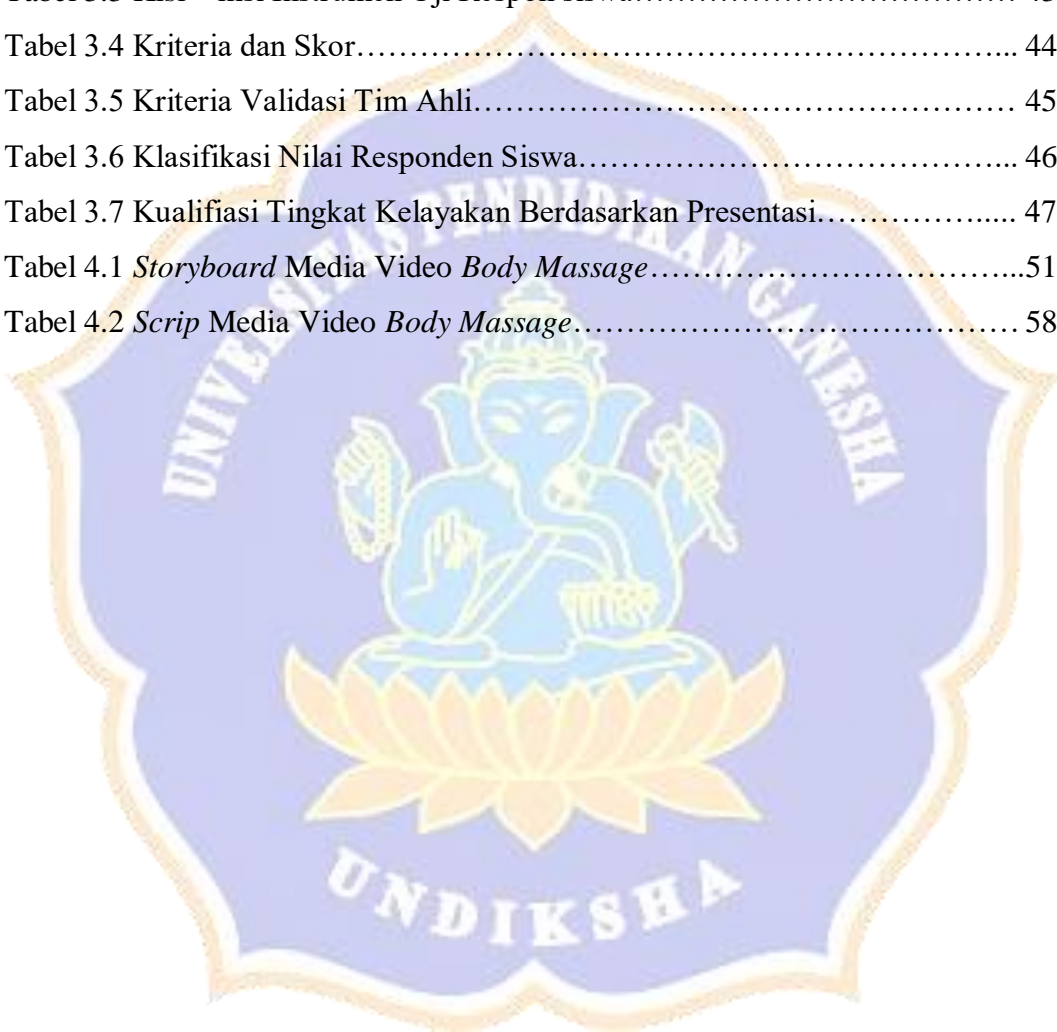 Tabel 3.4 Kriteria dan Skor…………………………………………………... 44
Tabel 3.5 Kriteria Validasi Tim Ahli……………………………………… 45
Tabel 3.6 Klasifikasi Nilai Responden Siswa……………………………... 46
Tabel 3.7 Kualifiasi Tingkat Kelayakan Berdasarkan Presentasi…………….... 47
Tabel 4.1 Storyboard Media Video Body Massage………………………...51
Tabel 4.2 Scrip Media Video Body Massage……………………………… 58
UNIVERSITAS PENDIDIKAN GANESHA
UNDIKSHA